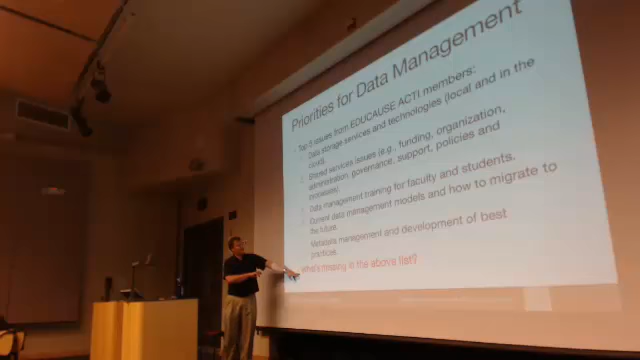 Priorities for Data Management
Top-5 issues from EDUCAUSE ACTI members:
Data storage services and technologies (local and in the
cloud)
Shared services issues (e.g., funding, organization,
administration, governance, support, policies and
procedures)
Data management training for faculty and students.
Current data management models and how to migrate to
the future.
Metadata management and development of best
practices.
What's missing in the above list?